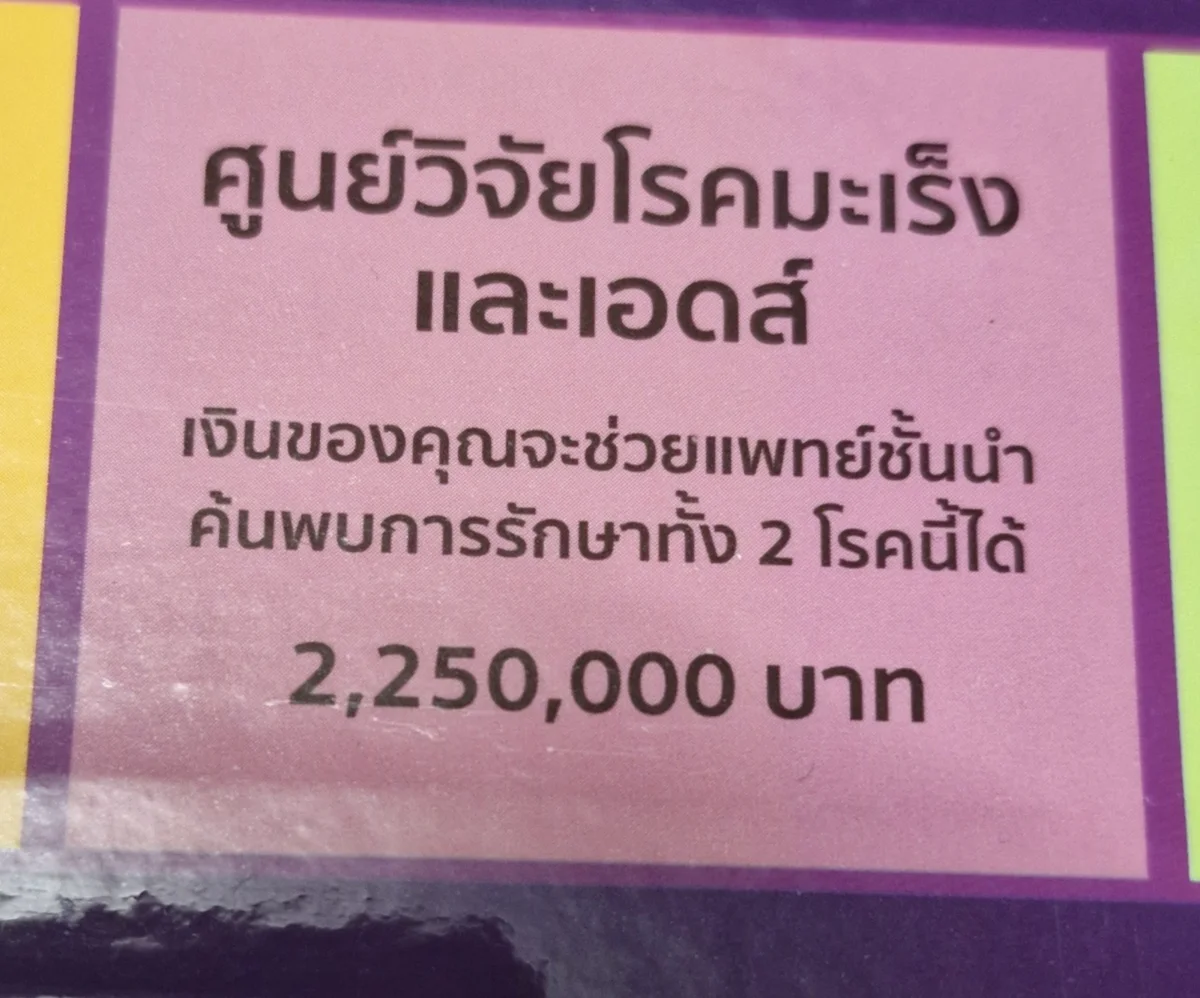 ศูนย์วิจัยโรคมะเร็ง
และเอดส์
เงินของคุณจะช่วยแพทย์ชั้นนำ
ค้นพบการรักษาทั้ง 2 โรคนี้ได้
2,250,000 บาท